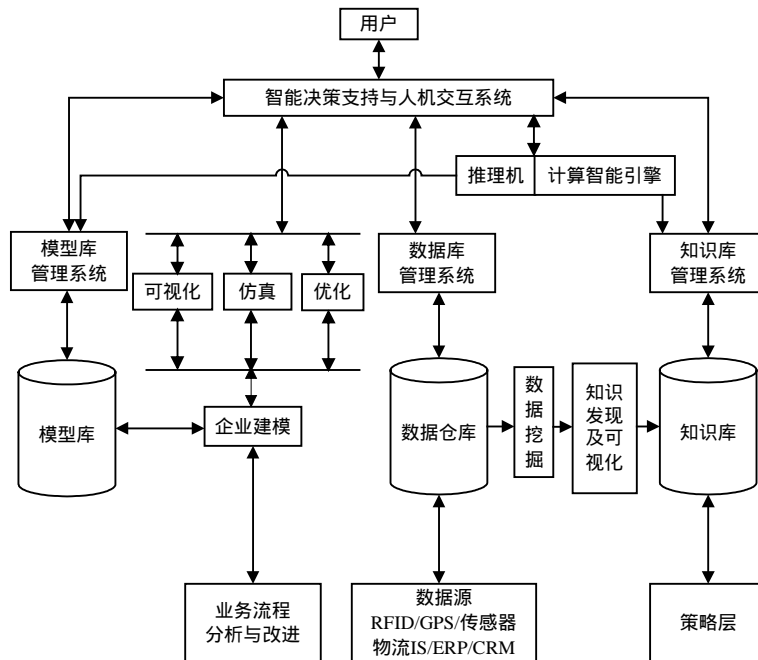 用户
智能决策支持与人机交互系统
推理机
计算智能引擎
模型库
管理系统
数据库
管理系统
知识库
管理系统
可视化
仿真
优化
模型库
企业建模
数据仓库
数
据
挖
掘
知识
发现
及可
视化
知识库
业务流程
分析与改进
数据源
RFID/GPS/传感器
物流IS/ERP/CRM
策略层